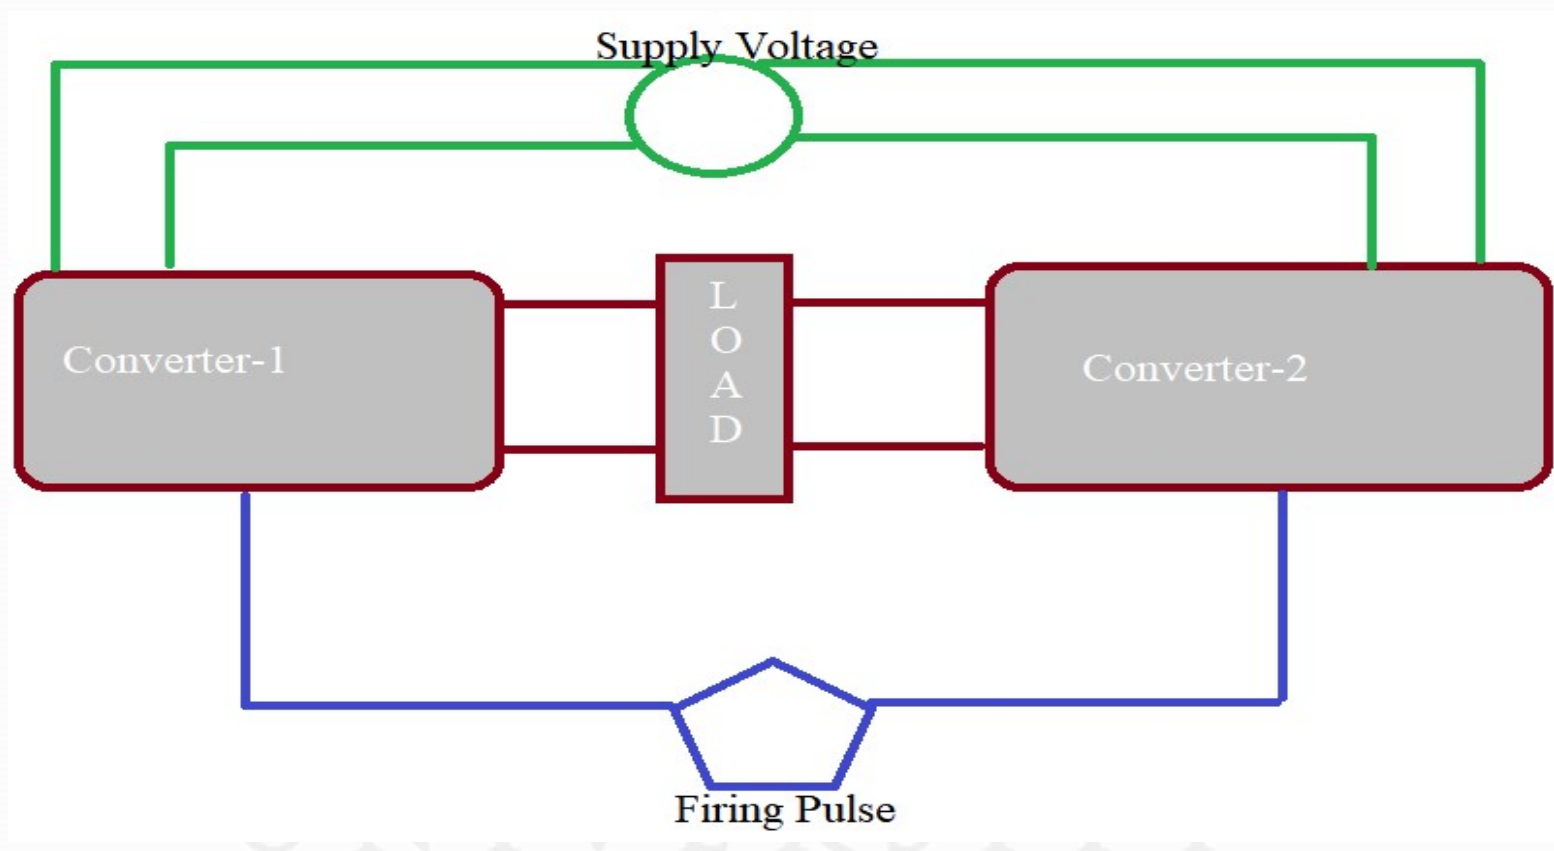 Supply Voltage
L
O
A
D
Converter-1
Converter-2
Firing Pulse